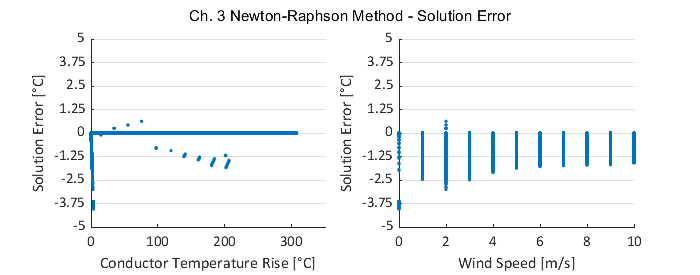 Ch. 3 Newton-Raphson Method - Solution Error
Solution Error [°C]
5
3.75
2.5
1.25
0
-1.25
-2.5
-3.75
-5
0 100 200 300
Conductor Temperature Rise [°C]
Solution Error [°C]
5
3.75
2.5
1.25
0
-1.25
-2.5
-3.75
-5
0 2 4 6 8 10
Wind Speed [m/s]